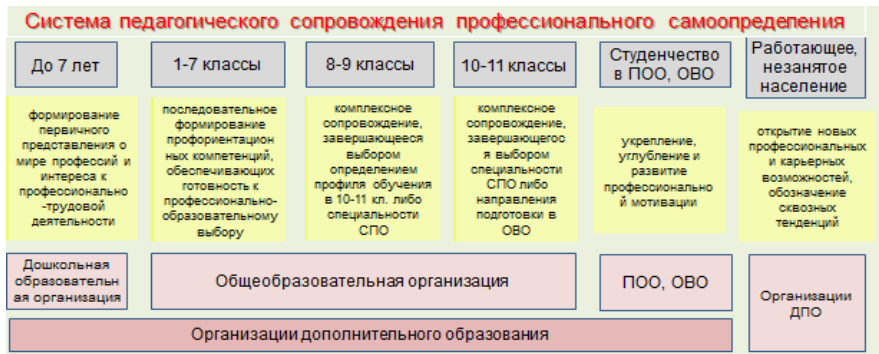 Система педагогического сопровождения профессионального самоопределения
До 7 лет
1-7 классы
8-9 классы
10-11 классы
Студенчество
в ПОО, ОВО
Работающее,
незанятое
население
формирование
первичного
представления о
мире профессий и
интереса к
профессионально
-трудовой
деятельности
последовательное
формирование
профориентацион
ных компетенций,
обеспечивающих
готовность к
профессионально-
образовательному
выбору
комплексное
сопровождение,
завершающееся
выбором
определением
профиля обучения
в 10-11 кл. либо
специальности
СПО
комплексное
сопровождение,
завершающегос
я выбором
специальности
СПО либо
направления
подготовки в
ОВО
укрепление,
углубление и
развитие
профессионально
й мотивации
открытие новых
профессиональных
и карьерных
возможностей,
обозначение
сквозных
тенденций
Дошкольная
образовательн
ая организация
Общеобразовательная организация
ПОО, ОВО
Организации
ДПО
Организации дополнительного образования